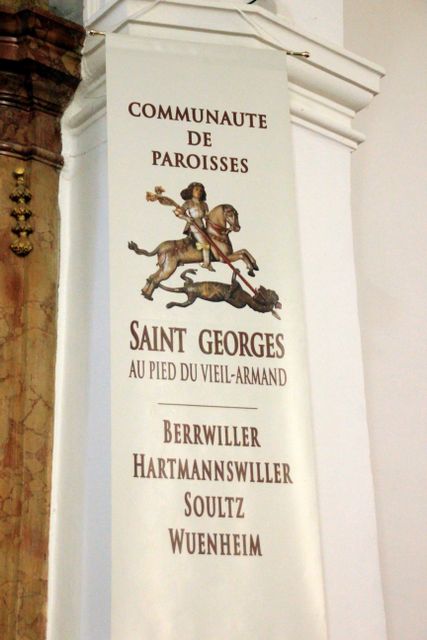 COMMUNAUTE
DE
PAROISSES
SAINT GEORGES
AU PIED DU VIEIL-ARMAND
BERRWILLER
HARTMANNSWILLER
SOULTZ
WUENHEIM